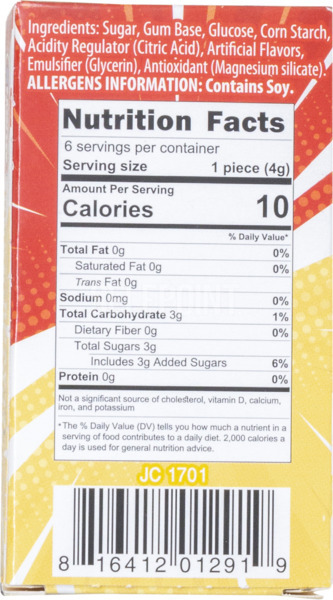 Ingredients: Sugar, Gum Base, Glucose, Corn Starch,
Acidity Regulator (Citric Acid), Artificial Flavors,
Emulsifier (Glycerin), Antioxidant (Magnesium silicate).
ALLERGENS INFORMATION: Contains Soy.
Nutrition Facts
6 servings per container
Serving size 1 piece (4g)
Amount Per Serving
Calories 10
% Daily Value*
Total Fat 0g 0%
Saturated Fat 0g 0%
Trans Fat 0g
Sodium 0mg 0%
Total Carbohydrate 3g 1%
Dietary Fiber 0g 0%
Total Sugars 3g
Includes 3g Added Sugars 6%
Protein 0g 0%
Not a significant source of cholesterol, vitamin D, calcium,
iron, and potassium
*The % Daily Value (DV) tells you how much a nutrient in a
serving of food contributes to a daily diet. 2,000 calories a
day is used for general nutrition advice.
JC 1701
8 16412 01291 9